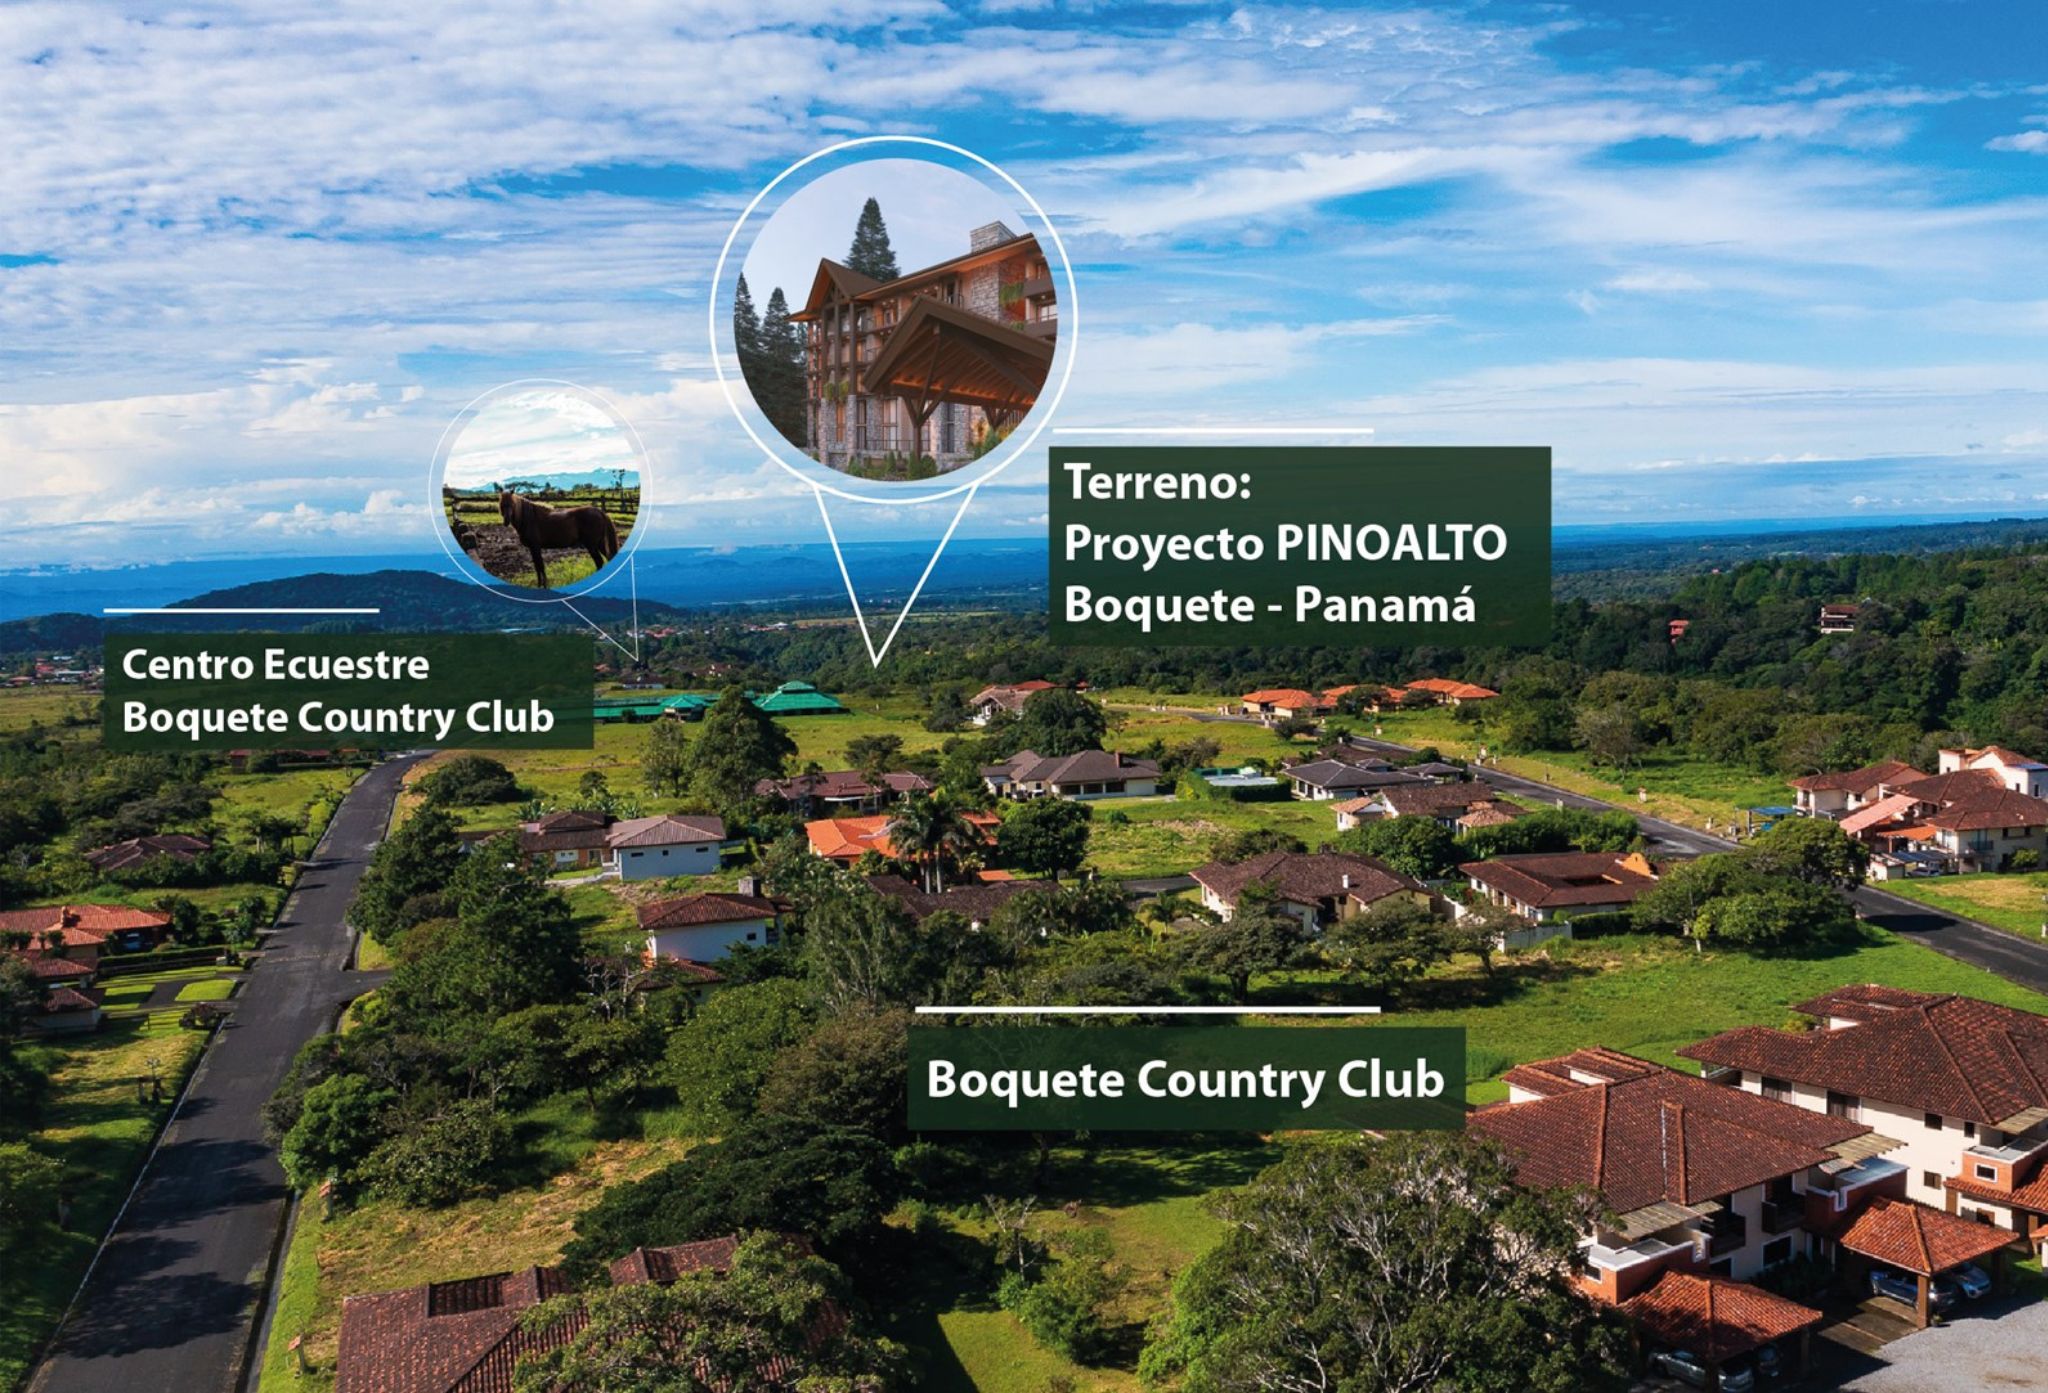 Terreno:
Proyecto PINOALTO
Boquete - Panamá
Centro Ecuestre
Boquete Country Club
Boquete Country Club